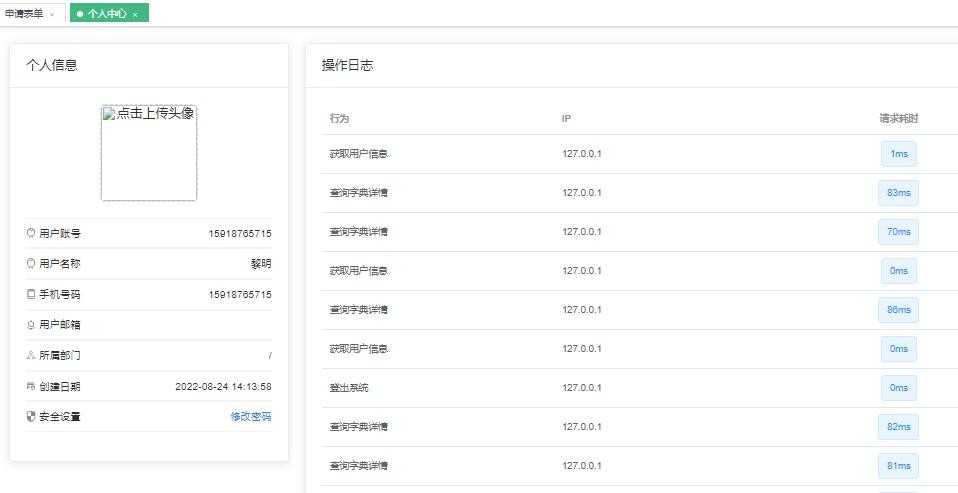 申请表单 ×
个人中心 ×
个人信息
点击上传头像
用户账号 15918765715
用户名称 黎明
手机号码 15918765715
用户邮箱
所属部门 /
创建日期 2022-08-24 14:13:58
安全设置 修改密码
操作日志
行为 IP 请求耗时
获取用户信息 127.0.0.1 1ms
查询字典详情 127.0.0.1 83ms
查询字典详情 127.0.0.1 70ms
获取用户信息 127.0.0.1 0ms
查询字典详情 127.0.0.1 86ms
获取用户信息 127.0.0.1 0ms
登出系统 127.0.0.1 0ms
查询字典详情 127.0.0.1 82ms
查询字典详情 127.0.0.1 81ms